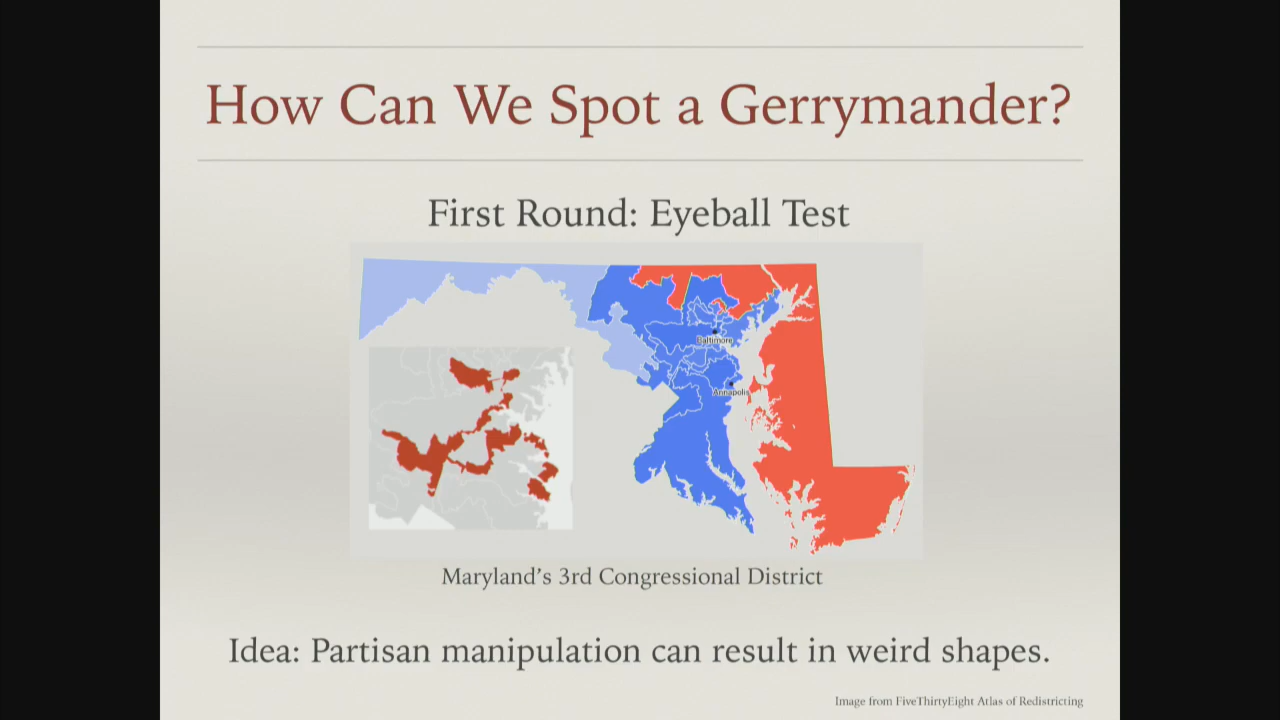 How Can We Spot a Gerrymander?
First Round: Eyeball Test
Baltimore
Annapolis
Maryland's 3rd Congressional District
Idea: Partisan manipulation can result in weird shapes.
Image from FiveThirtyEight Atlas of Redistricting